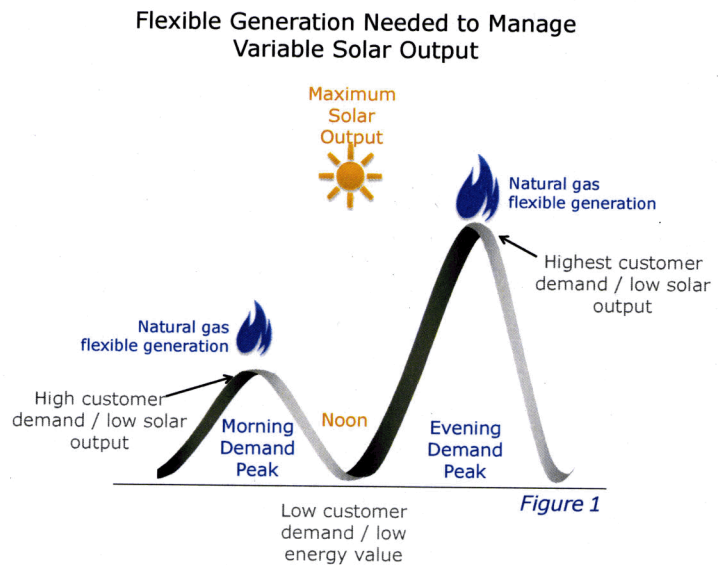 Flexible Generation Needed to Manage
Variable Solar Output
Maximum
Solar
Output
Natural gas
flexible generation
Highest customer
demand / low solar
output
Natural gas
flexible generation
High customer
demand / low solar
output
Morning
Demand
Peak
Noon
Evening
Demand
Peak
Low customer
demand / low
energy value
Figure 1